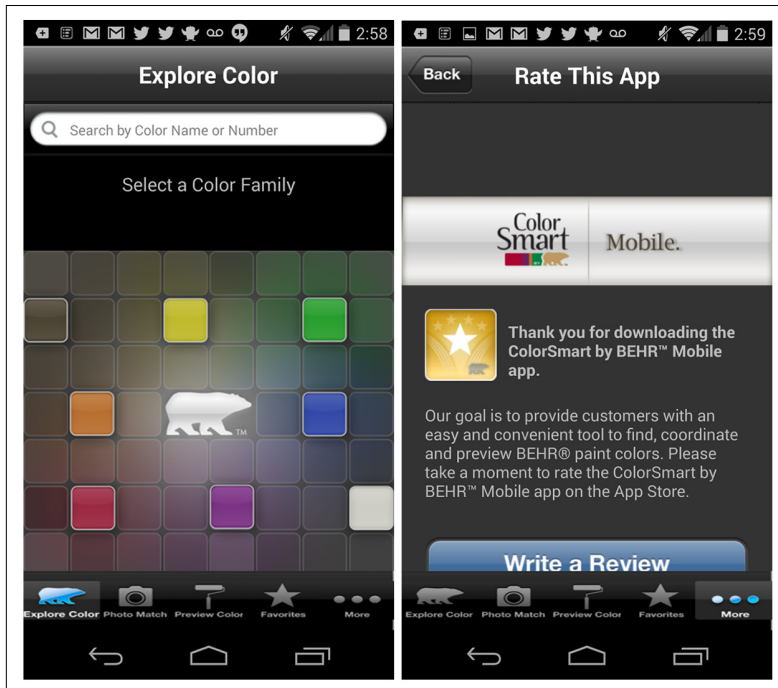 2:58
Explore Color
Search by Color Name or Number
Select a Color Family
TM
Explore Color
Photo Match
Preview Color
Favorites
More
2:59
Back
Rate This App
Color
Smart
Mobile.
Thank you for downloading the
ColorSmart by BEHR™ Mobile
app.
Our goal is to provide customers with an
easy and convenient tool to find, coordinate
and preview BEHR® paint colors. Please
take a moment to rate the ColorSmart by
BEHR™ Mobile app on the App Store.
Write a Review
Explore Color
Photo Match
Preview Color
Favorites
More